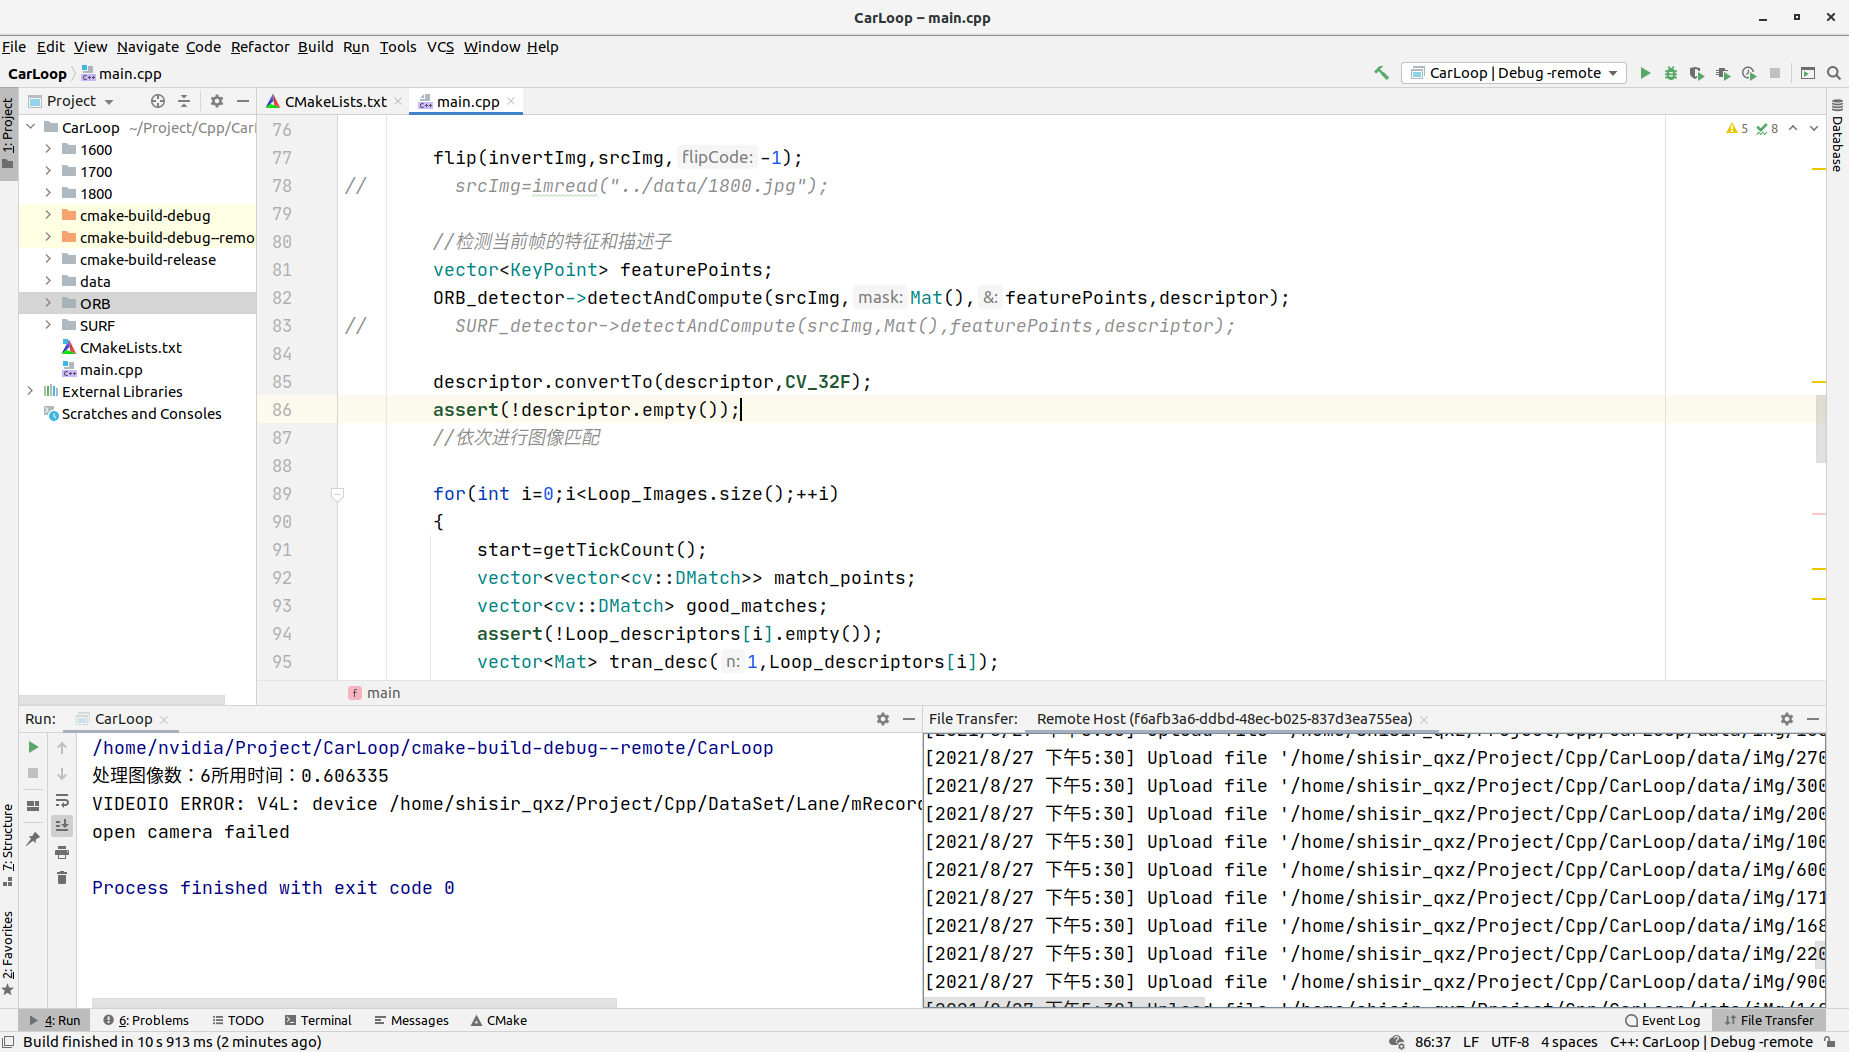 CarLoop – main.cpp
File Edit View Navigate Code Refactor Build Run Tools VCS Window Help
CarLoop main.cpp
CarLoop | Debug -remote
1: Project
Project
CarLoop ~/Project/Cpp/Carl
1600
1700
1800
cmake-build-debug
cmake-build-debug--remo
cmake-build-release
data
ORB
SURF
CMakeLists.txt
main.cpp
External Libraries
Scratches and Consoles
CMakeLists.txt main.cpp
5 8
76
77 flip(invertImg,srcImg, flipCode: -1);
78 // srcImg=imread("../data/1800.jpg");
79
80 //检测当前帧的特征和描述子
81 vector<KeyPoint> featurePoints;
82 ORB_detector->detectAndCompute(srcImg, mask: Mat(), &: featurePoints,descriptor);
83 // SURF_detector->detectAndCompute(srcImg,Mat(),featurePoints,descriptor);
84
85 descriptor.convertTo(descriptor,CV_32F);
86 assert(!descriptor.empty());
87 //依次进行图像匹配
88
89 for(int i=0;i<Loop_Images.size();++i)
90 {
91 start=getTickCount();
92 vector<vector<cv::DMatch>> match_points;
93 vector<cv::DMatch> good_matches;
94 assert(!Loop_descriptors[i].empty());
95 vector<Mat> tran_desc( n: 1,Loop_descriptors[i]);
main
Database
Run: CarLoop
/home/nvidia/Project/CarLoop/cmake-build-debug--remote/CarLoop
处理图像数：6所用时间：0.606335
VIDEOIO ERROR: V4L: device /home/shisir_qxz/Project/Cpp/DataSet/Lane/mRecord
open camera failed
Process finished with exit code 0
File Transfer: Remote Host (f6afb3a6-ddbd-48ec-b025-837d3ea755ea)
[2021/8/27 下午5:30] Upload file '/home/shisir_qxz/Project/Cpp/CarLoop/data/iMg/270
[2021/8/27 下午5:30] Upload file '/home/shisir_qxz/Project/Cpp/CarLoop/data/iMg/300
[2021/8/27 下午5:30] Upload file '/home/shisir_qxz/Project/Cpp/CarLoop/data/iMg/200
[2021/8/27 下午5:30] Upload file '/home/shisir_qxz/Project/Cpp/CarLoop/data/iMg/100
[2021/8/27 下午5:30] Upload file '/home/shisir_qxz/Project/Cpp/CarLoop/data/iMg/600
[2021/8/27 下午5:30] Upload file '/home/shisir_qxz/Project/Cpp/CarLoop/data/iMg/171
[2021/8/27 下午5:30] Upload file '/home/shisir_qxz/Project/Cpp/CarLoop/data/iMg/168
[2021/8/27 下午5:30] Upload file '/home/shisir_qxz/Project/Cpp/CarLoop/data/iMg/220
[2021/8/27 下午5:30] Upload file '/home/shisir_qxz/Project/Cpp/CarLoop/data/iMg/900
7: Structure
2: Favorites
4: Run 6: Problems TODO Terminal Messages CMake Event Log File Transfer
Build finished in 10 s 913 ms (2 minutes ago) 86:37 LF UTF-8 4 spaces C++: CarLoop | Debug -remote